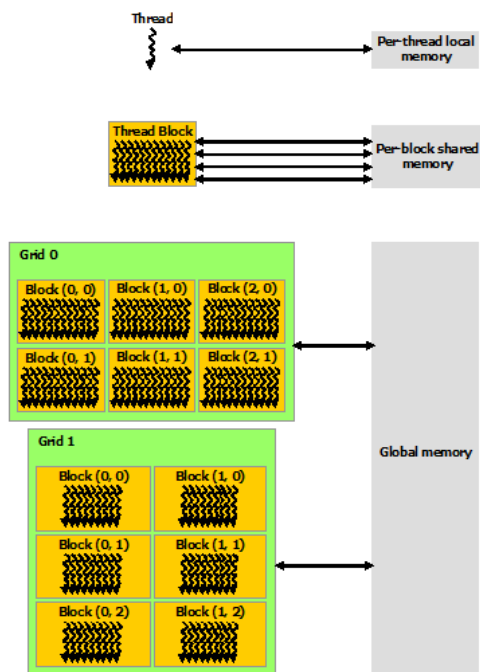 Thread
Per-thread local
memory
Thread Block
Per-block shared
memory
Grid 0
Block (0, 0) Block (1, 0) Block (2, 0)
Block (0, 1) Block (1, 1) Block (2, 1)
Grid 1
Global memory
Block (0, 0) Block (1, 0)
Block (0, 1) Block (1, 1)
Block (0, 2) Block (1, 2)